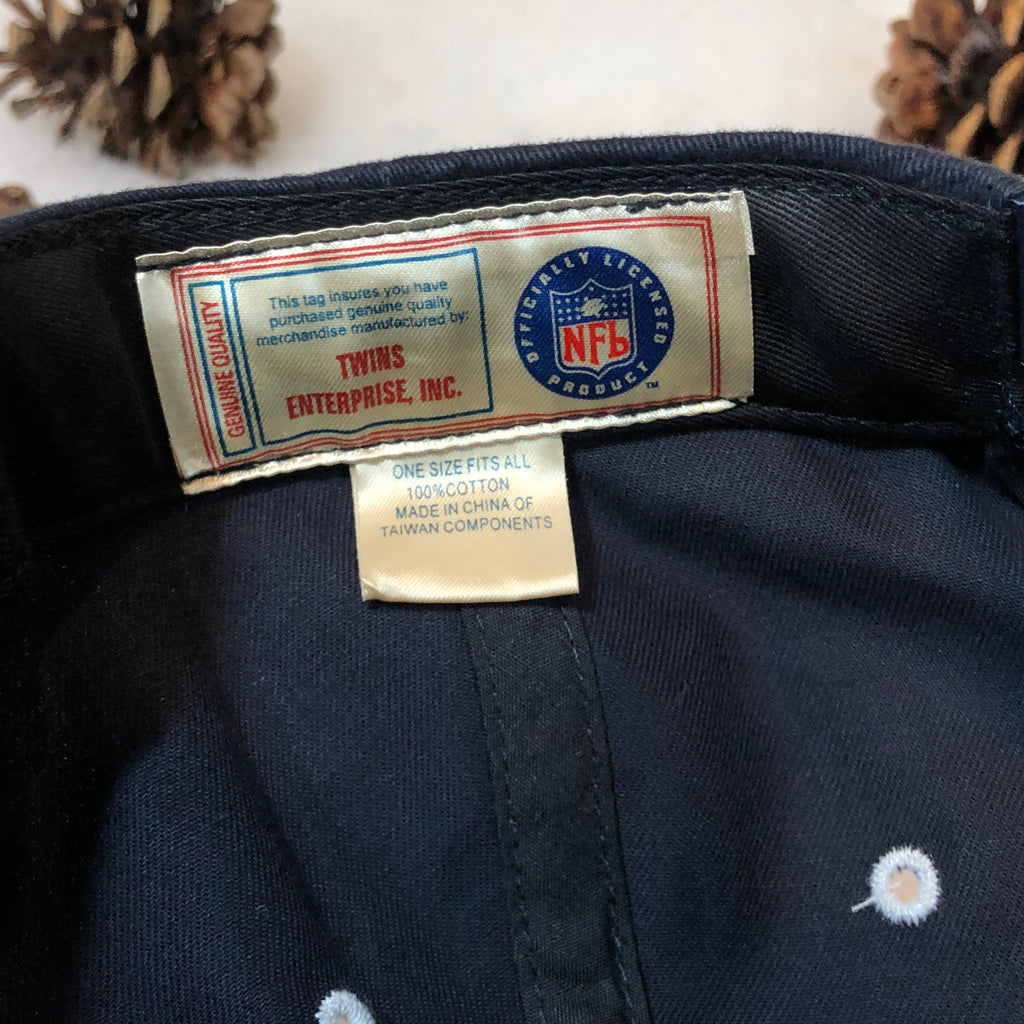 GENUINE QUALITY
This tag insures you have
purchased genuine quality
merchandise manufactured by:
TWINS
ENTERPRISE, INC.
OFFICIALLY LICENSED
NFL
PRODUCT
TM
ONE SIZE FITS ALL
100%COTTON
MADE IN CHINA OF
TAIWAN COMPONENTS